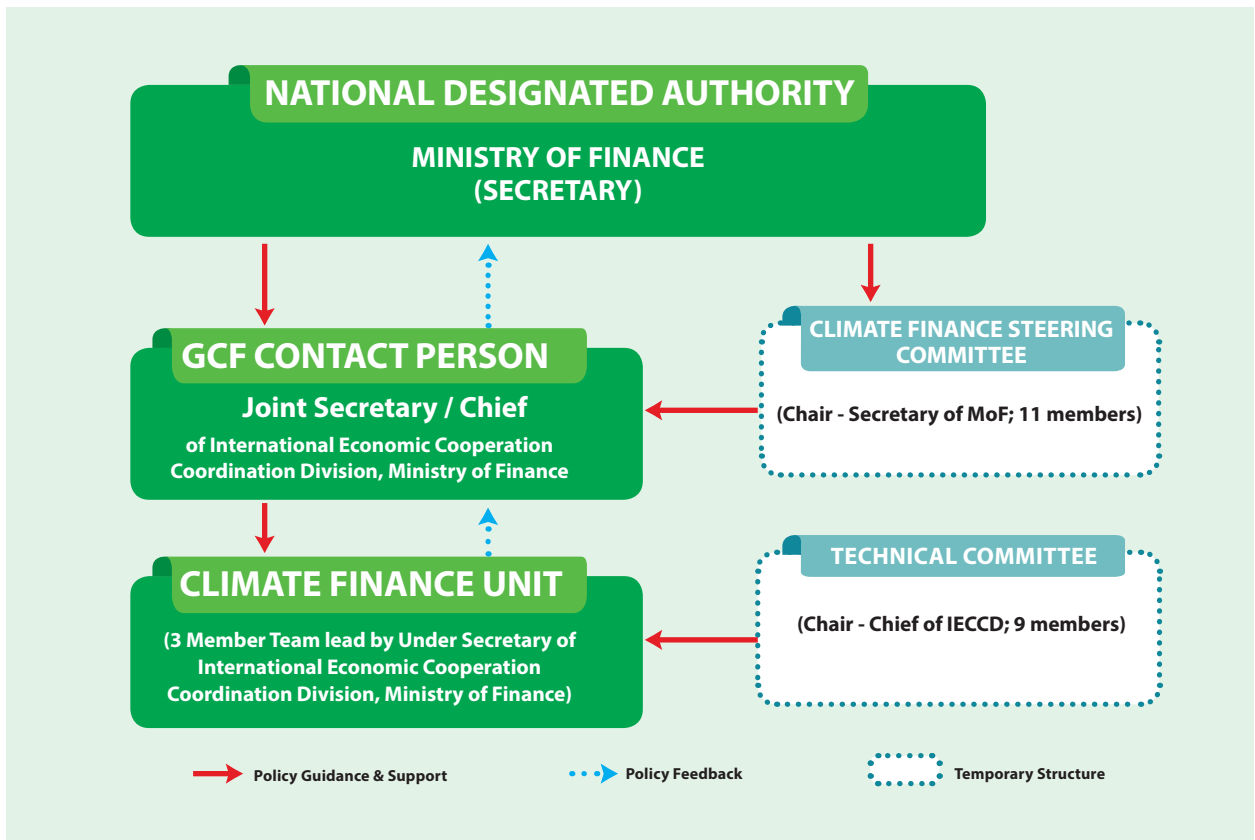 NATIONAL DESIGNATED AUTHORITY
MINISTRY OF FINANCE
(SECRETARY)
GCF CONTACT PERSON
Joint Secretary / Chief
of International Economic Cooperation
Coordination Division, Ministry of Finance
CLIMATE FINANCE STEERING
COMMITTEE
(Chair - Secretary of MoF; 11 members)
CLIMATE FINANCE UNIT
(3 Member Team lead by Under Secretary of
International Economic Cooperation
Coordination Division, Ministry of Finance)
TECHNICAL COMMITTEE
(Chair - Chief of IECCD; 9 members)
Policy Guidance & Support
Policy Feedback
Temporary Structure